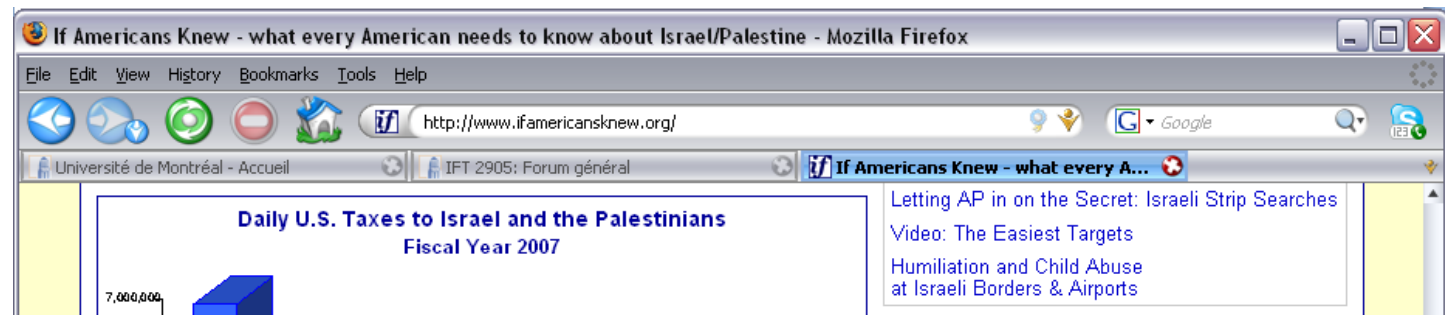 If Americans Knew - what every American needs to know about Israel/Palestine - Mozilla Firefox
File Edit View History Bookmarks Tools Help
if http://www.ifamericansknew.org/ G Google 123
Université de Montréal - Accueil IFT 2905: Forum général if If Americans Knew - what every A...
Daily U.S. Taxes to Israel and the Palestinians
Fiscal Year 2007
7,000,000
Letting AP in on the Secret: Israeli Strip Searches
Video: The Easiest Targets
Humiliation and Child Abuse
at Israeli Borders & Airports